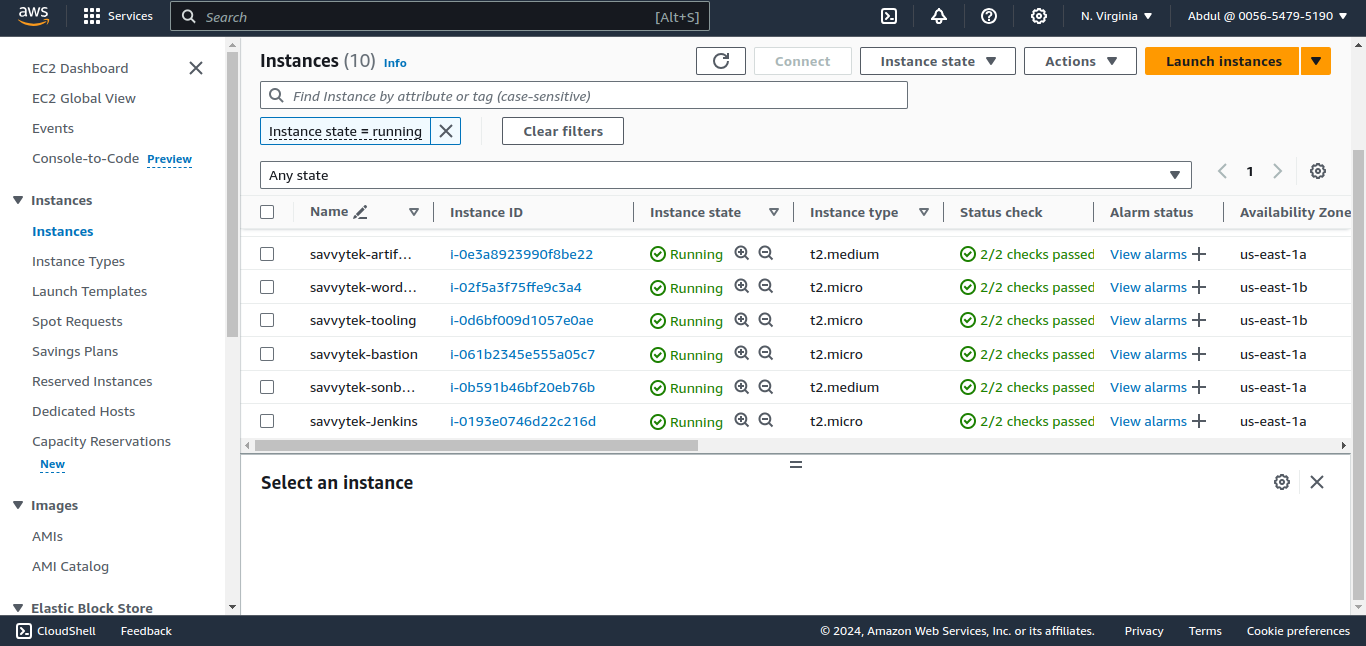 aws Services Search [Alt+S] N. Virginia Abdul @ 0056-5479-5190
EC2 Dashboard
EC2 Global View
Events
Console-to-Code Preview
Instances
Instances
Instance Types
Launch Templates
Spot Requests
Savings Plans
Reserved Instances
Dedicated Hosts
Capacity Reservations
New
Images
AMIs
AMI Catalog
Elastic Block Store
Instances (10) Info Connect Instance state Actions Launch instances
Find Instance by attribute or tag (case-sensitive)
Instance state = running Clear filters
Any state 1
Name Instance ID Instance state Instance type Status check Alarm status Availability Zone
savvytek-artif... i-0e3a8923990f8be22 Running t2.medium 2/2 checks passed View alarms us-east-1a
savvytek-word... i-02f5a3f75ffe9c3a4 Running t2.micro 2/2 checks passed View alarms us-east-1b
savvytek-tooling i-0d6bf009d1057e0ae Running t2.micro 2/2 checks passed View alarms us-east-1b
savvytek-bastion i-061b2345e555a05c7 Running t2.micro 2/2 checks passed View alarms us-east-1a
savvytek-sonb... i-0b591b46bf20eb76b Running t2.medium 2/2 checks passed View alarms us-east-1a
savvytek-Jenkins i-0193e0746d22c216d Running t2.micro 2/2 checks passed View alarms us-east-1a
Select an instance
CloudShell Feedback © 2024, Amazon Web Services, Inc. or its affiliates. Privacy Terms Cookie preferences